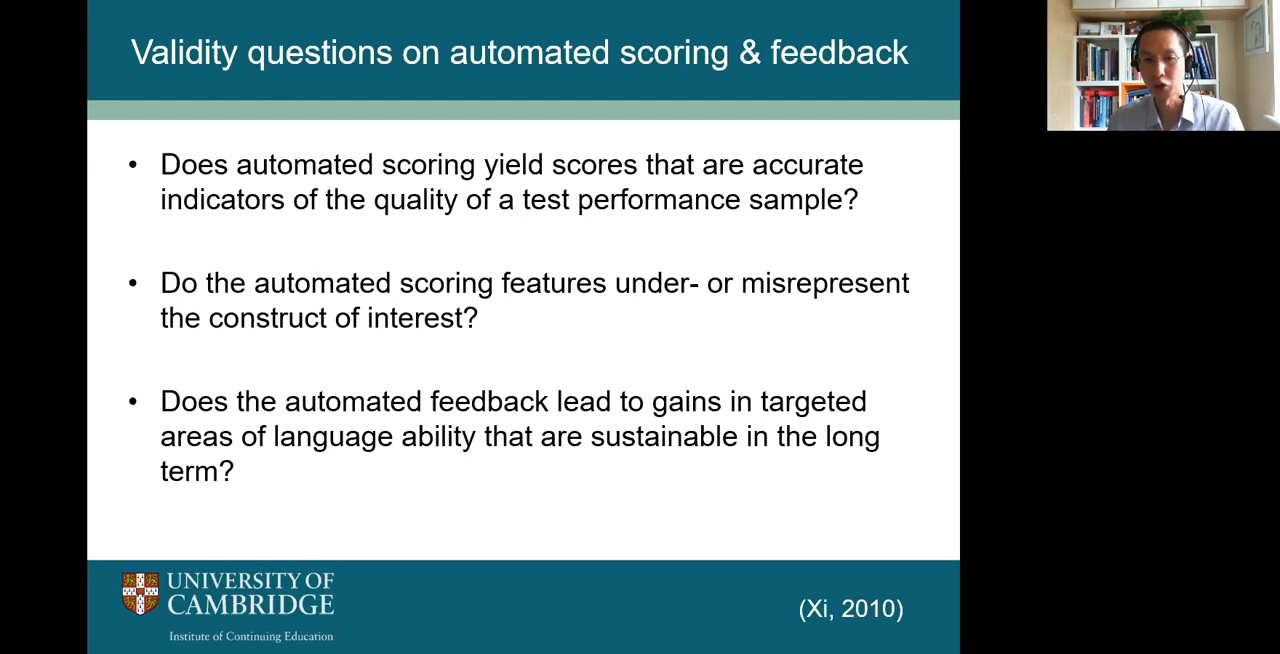 Validity questions on automated scoring & feedback
• Does automated scoring yield scores that are accurate
indicators of the quality of a test performance sample?
• Do the automated scoring features under- or misrepresent
the construct of interest?
• Does the automated feedback lead to gains in targeted
areas of language ability that are sustainable in the long
term?
UNIVERSITY OF
CAMBRIDGE
Institute of Continuing Education
(Xi, 2010)